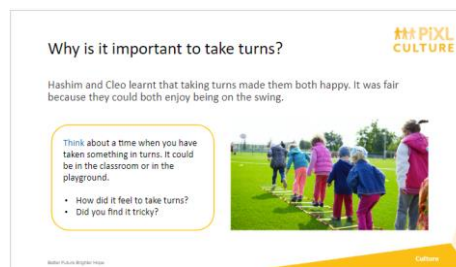 Why is it important to take turns?
PiXL
CULTURE
Hashim and Cleo learnt that taking turns made them both happy. It was fair
because they could both enjoy being on the swing.
Think about a time when you have
taken something in turns. It could
be in the classroom or in the
playground.
• How did it feel to take turns?
• Did you find it tricky?
Better Future Brighter Hope
Culture